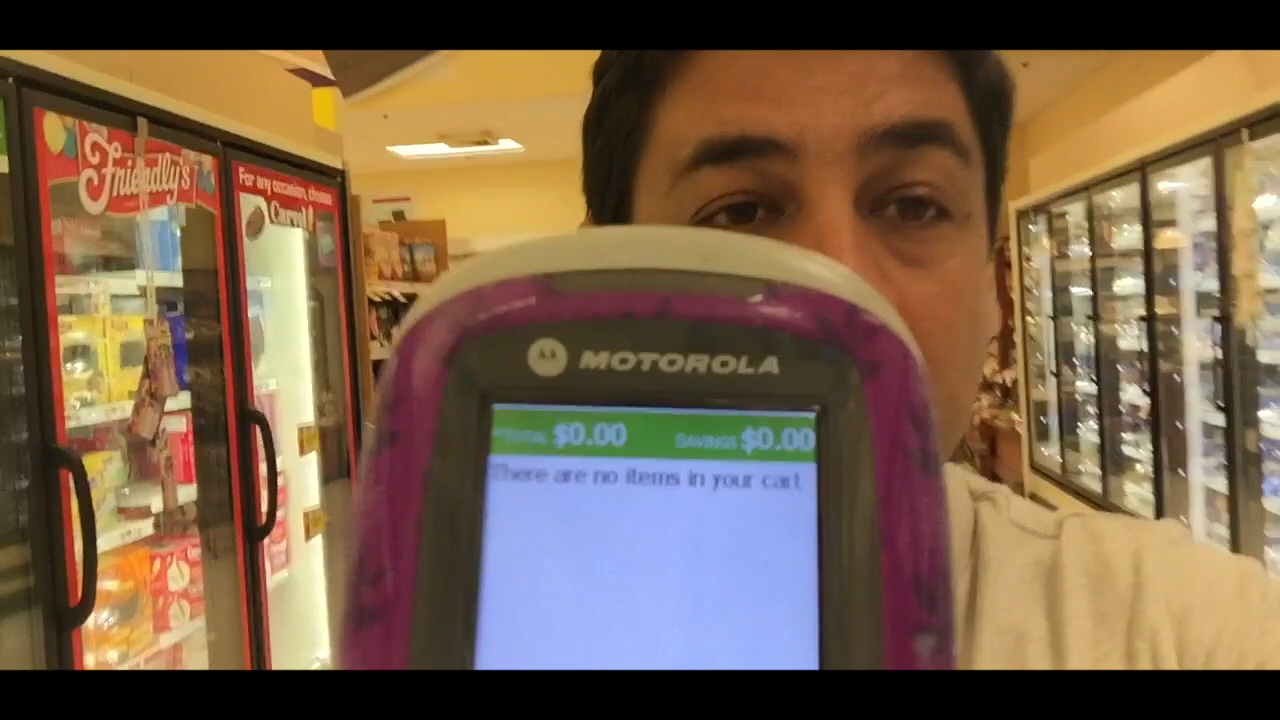 Friendly's
For any occasion, choose
Carvel!
MOTOROLA
TOTAL $0.00 SAVINGS $0.00
There are no items in your cart